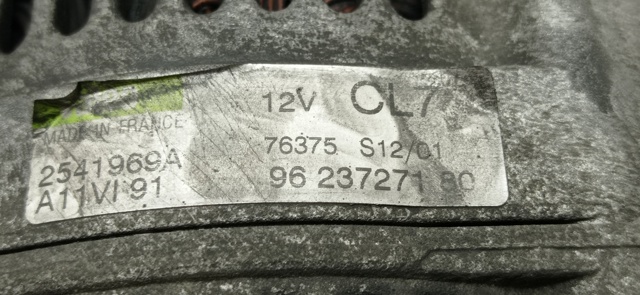 12V CL7
MADE IN FRANCE
76375 S12/01
2541969A
96 237271 80
A11VI 91